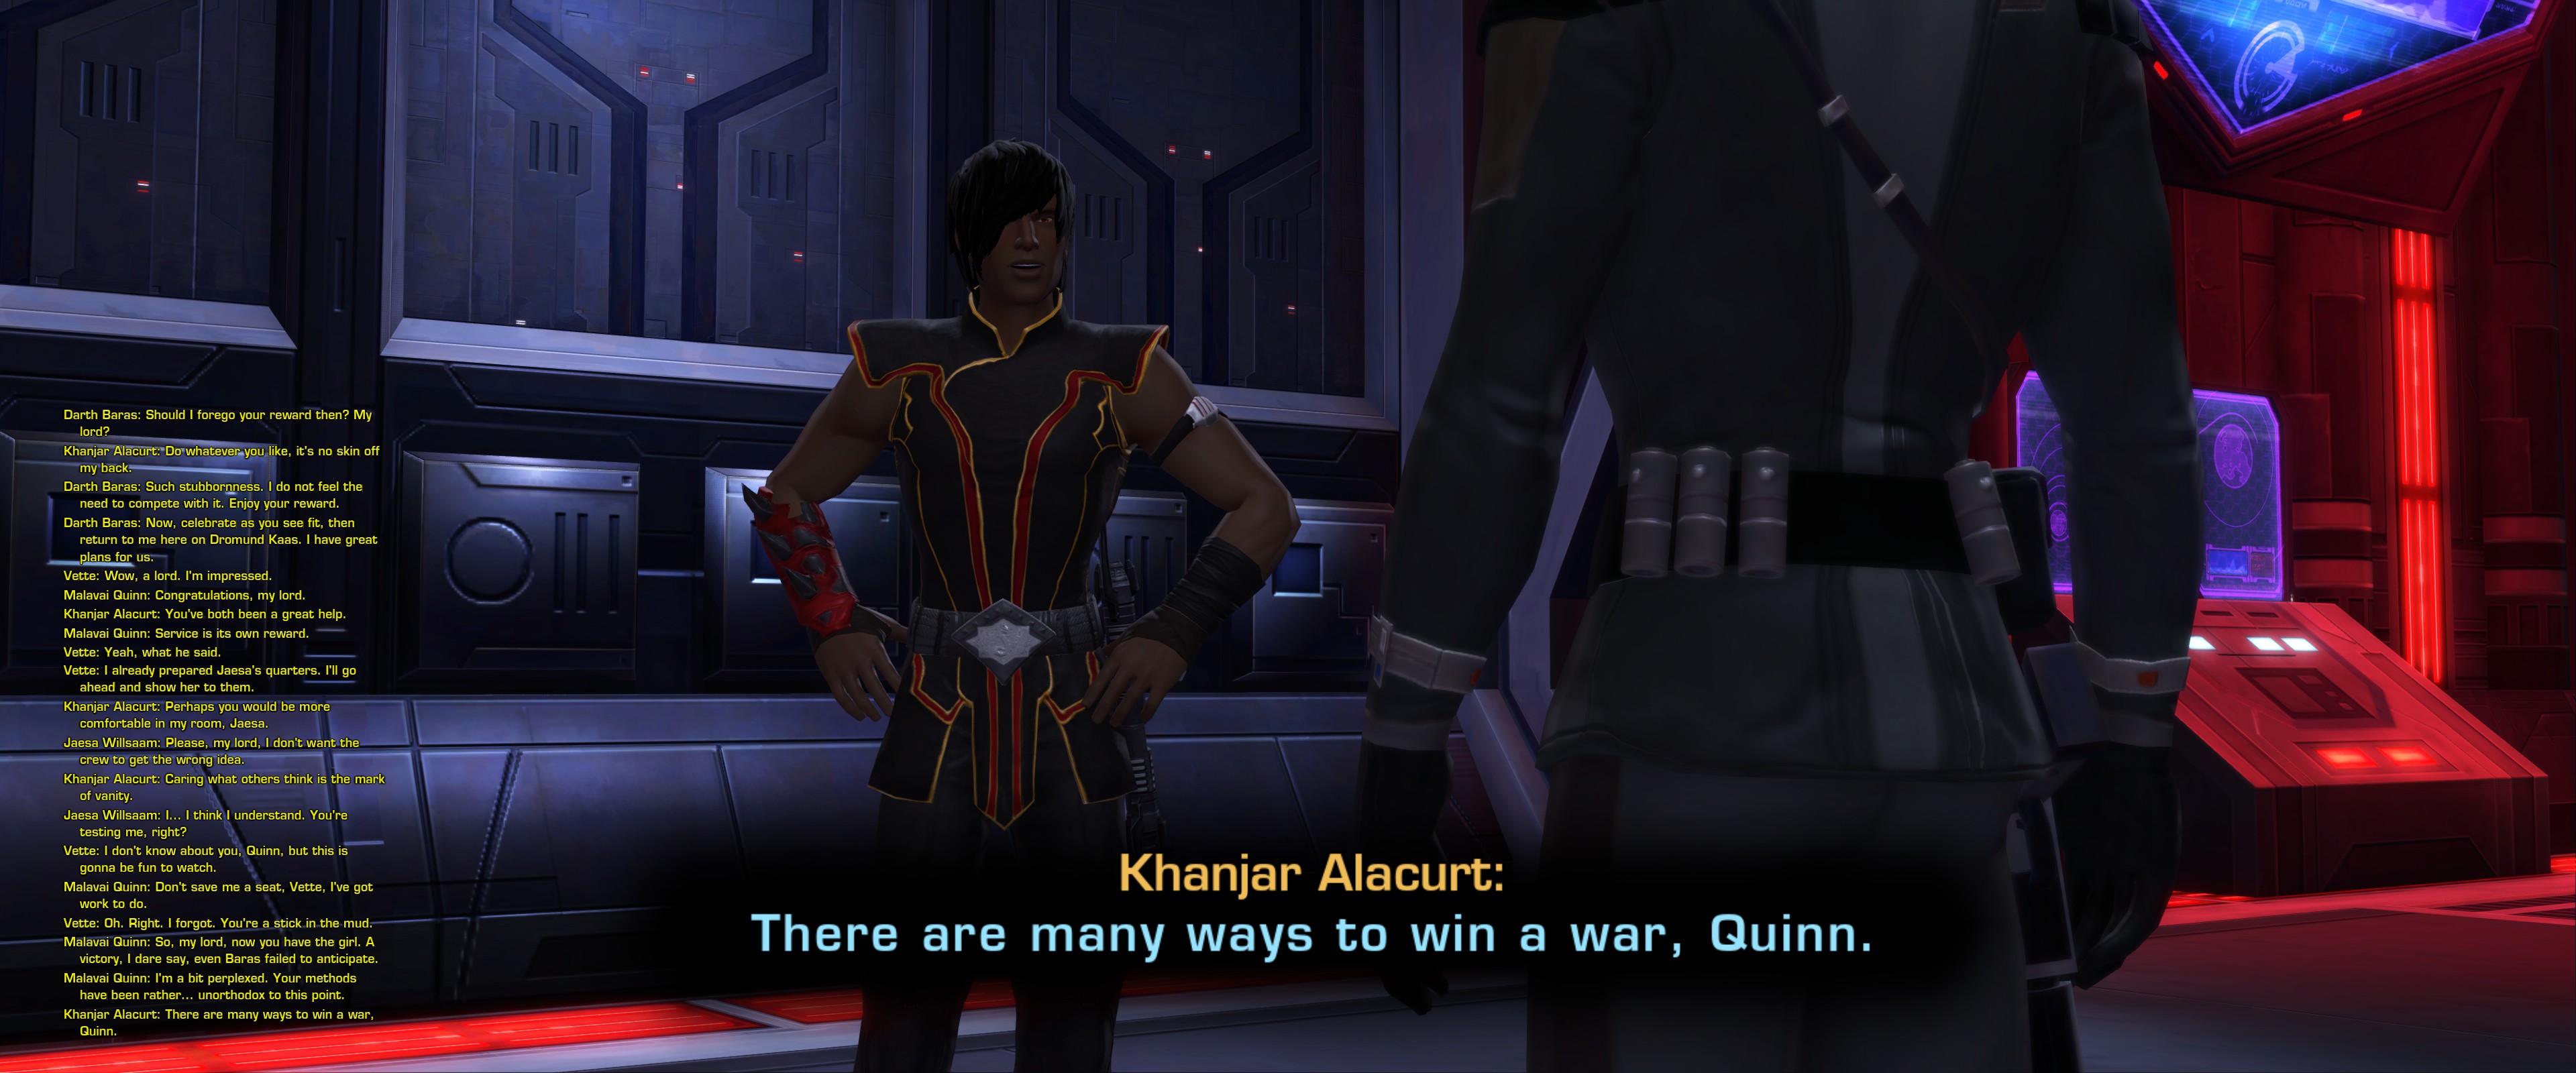 Darth Baras: Should I forego your reward then? My
lord?
Khanjar Alacurt: Do whatever you like, it's no skin off
my back.
Darth Baras: Such stubbornness. I do not feel the
need to compete with it. Enjoy your reward.
Darth Baras: Now, celebrate as you see fit, then
return to me here on Dromund Kaas. I have great
plans for us.
Vette: Wow, a lord. I'm impressed.
Malavai Quinn: Congratulations, my lord.
Khanjar Alacurt: You've both been a great help.
Malavai Quinn: Service is its own reward.
Vette: Yeah, what he said.
Vette: I already prepared Jaesa's quarters. I'll go
ahead and show her to them.
Khanjar Alacurt: Perhaps you would be more
comfortable in my room, Jaesa.
Jaesa Willsaam: Please, my lord, I don't want the
crew to get the wrong idea.
Khanjar Alacurt: Caring what others think is the mark
of vanity.
Jaesa Willsaam: I... I think I understand. You're
testing me, right?
Vette: I don't know about you, Quinn, but this is
gonna be fun to watch.
Malavai Quinn: Don't save me a seat, Vette, I've got
work to do.
Vette: Oh. Right. I forgot. You're a stick in the mud.
Malavai Quinn: So, my lord, now you have the girl. A
victory, I dare say, even Baras failed to anticipate.
Malavai Quinn: I'm a bit perplexed. Your methods
have been rather... unorthodox to this point.
Khanjar Alacurt: There are many ways to win a war,
Quinn.
Khanjar Alacurt:
There are many ways to win a war, Quinn.